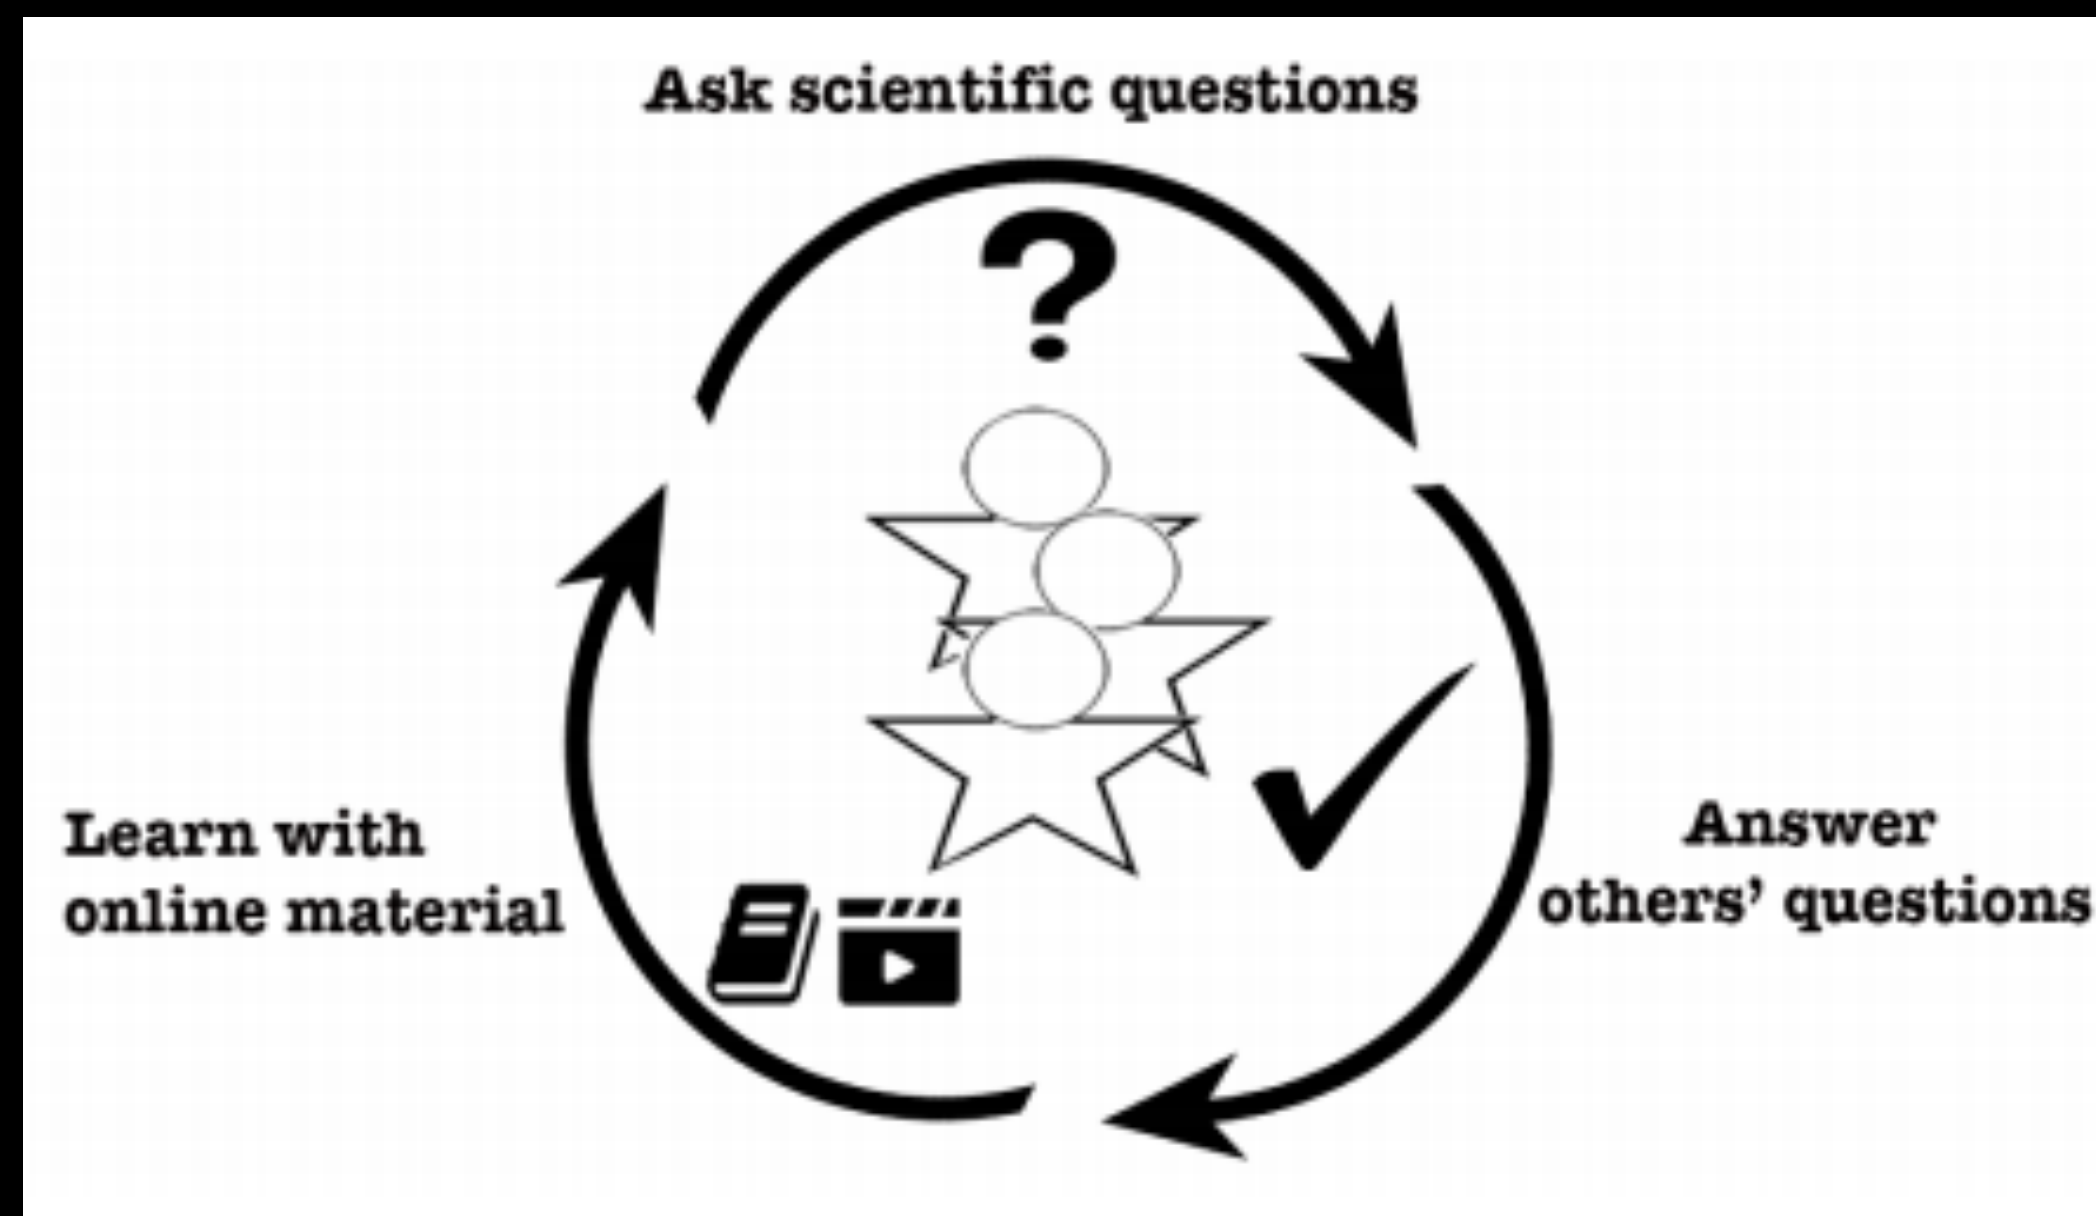 Ask scientific questions
?
Learn with
online material
Answer
others’ questions